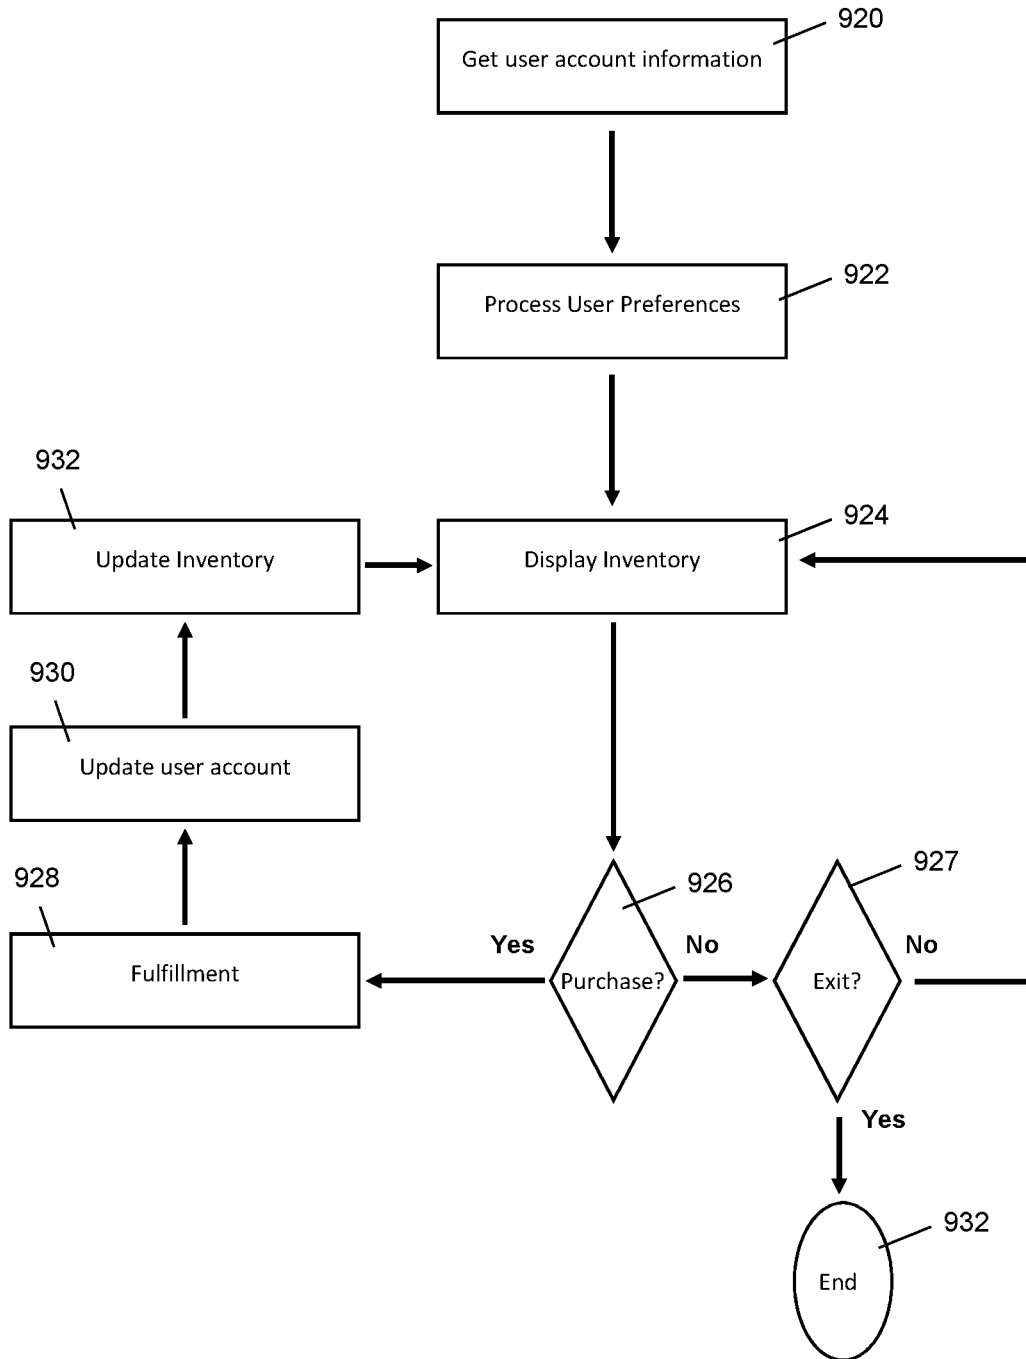 920
Get user account information
922
Process User Preferences
932
924
Update Inventory
Display Inventory
930
Update user account
928
926
927
Yes
No
No
Fulfillment
Purchase?
Exit?
Yes
932
End